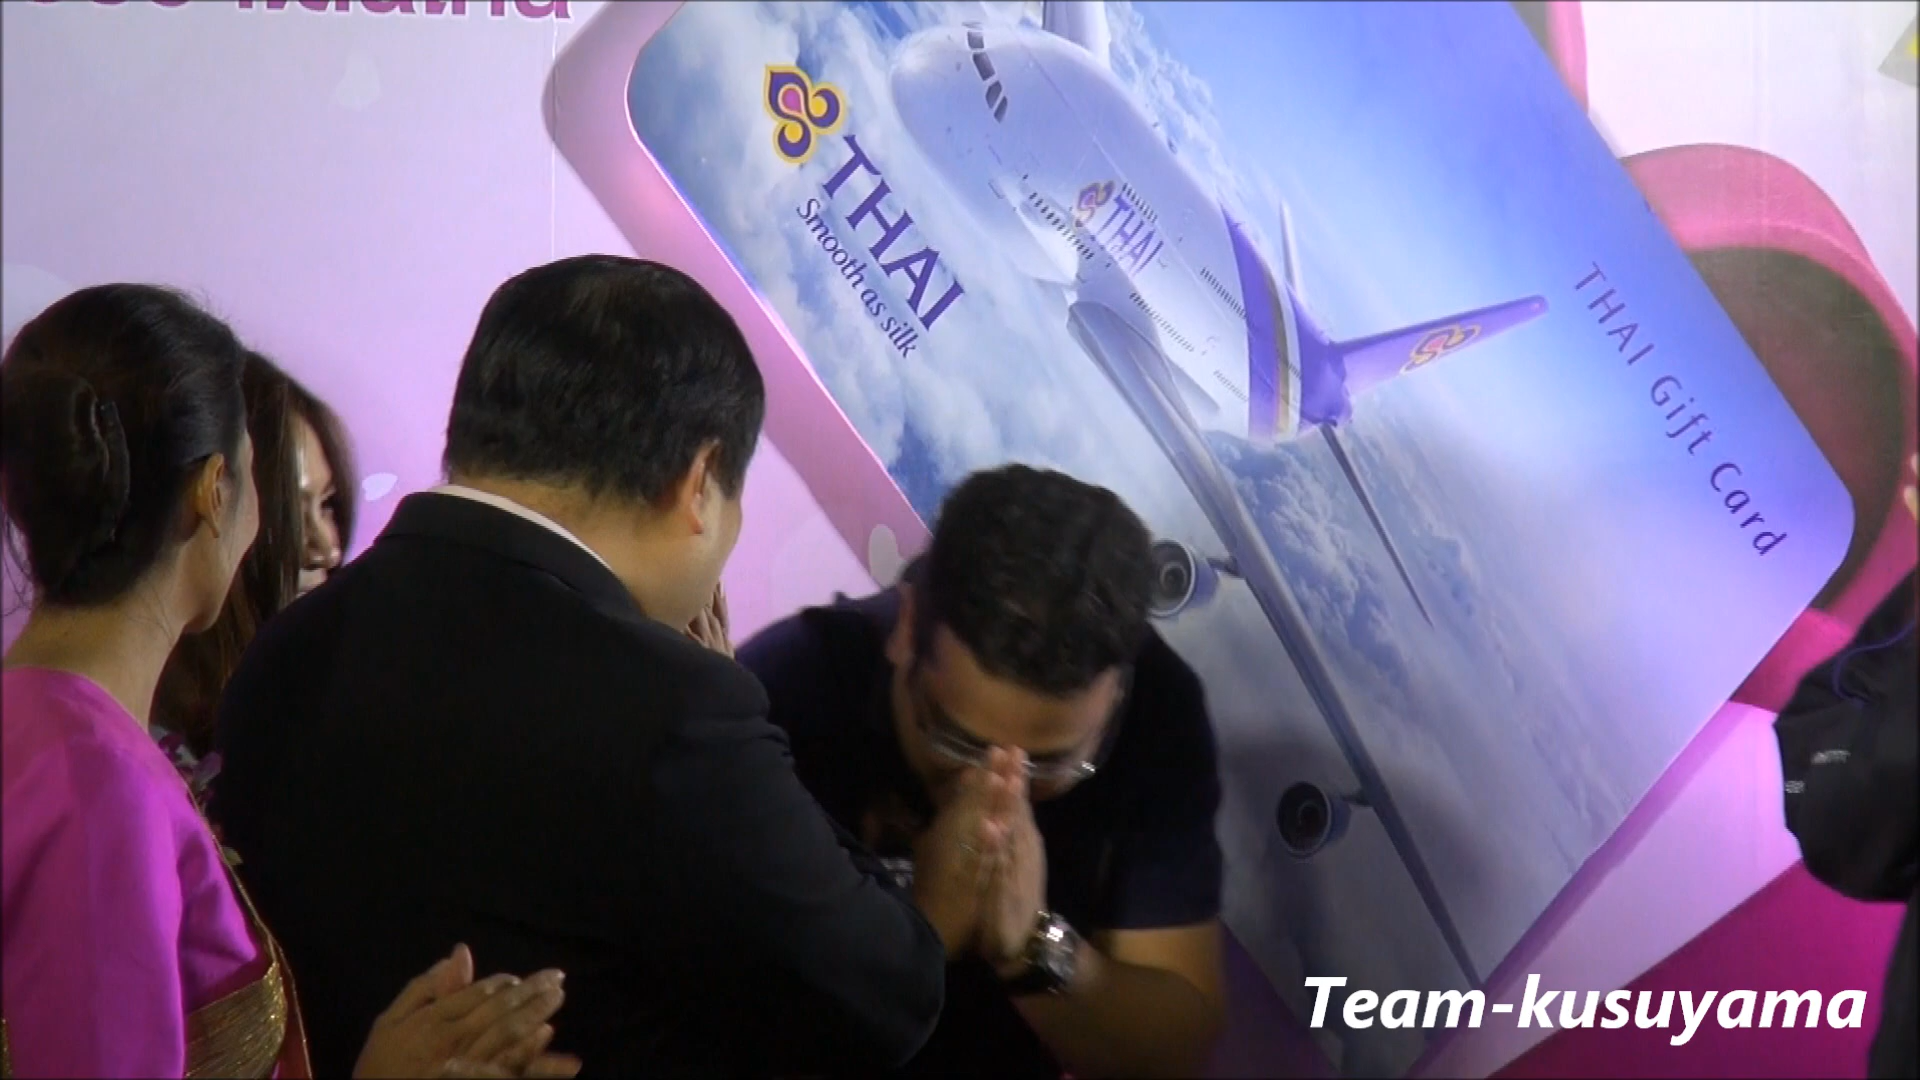 THAI
Smooth as silk
THAI
THAI Gift Card
Team-kusuyama